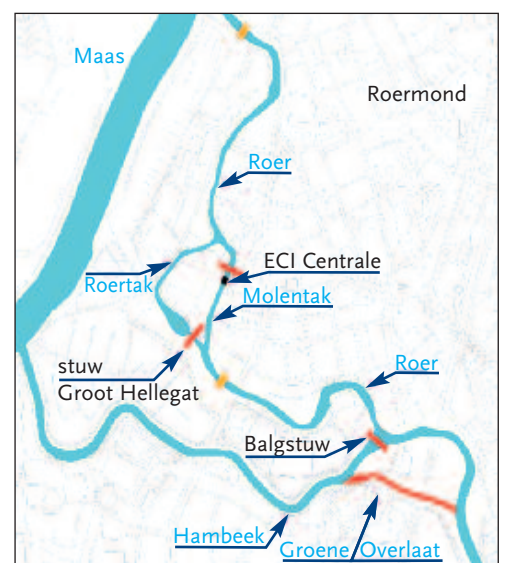 Maas
Roermond
Roer
ECI Centrale
Roertak
Molentak
stuw
Groot Hellegat
Roer
Balgstuw
Hambeek
Groene Overlaat